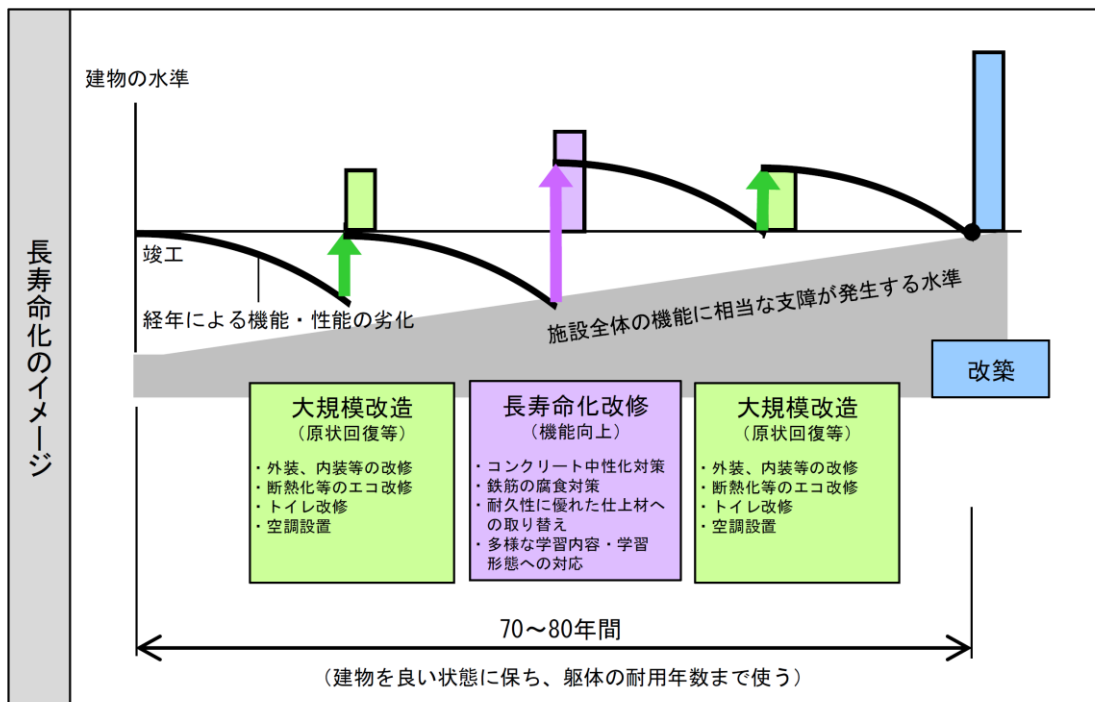 長寿命化のイメージ
建物の水準
竣工
経年による機能・性能の劣化
施設全体の機能に相当な支障が発生する水準
改築
大規模改造
（原状回復等）
・外装、内装等の改修
・断熱化等のエコ改修
・トイレ改修
・空調設置
長寿命化改修
（機能向上）
・コンクリート中性化対策
・鉄筋の腐食対策
・耐久性に優れた仕上材へ
の取り替え
・多様な学習内容・学習
形態への対応
大規模改造
（原状回復等）
・外装、内装等の改修
・断熱化等のエコ改修
・トイレ改修
・空調設置
70～80年間
（建物を良い状態に保ち、躯体の耐用年数まで使う）